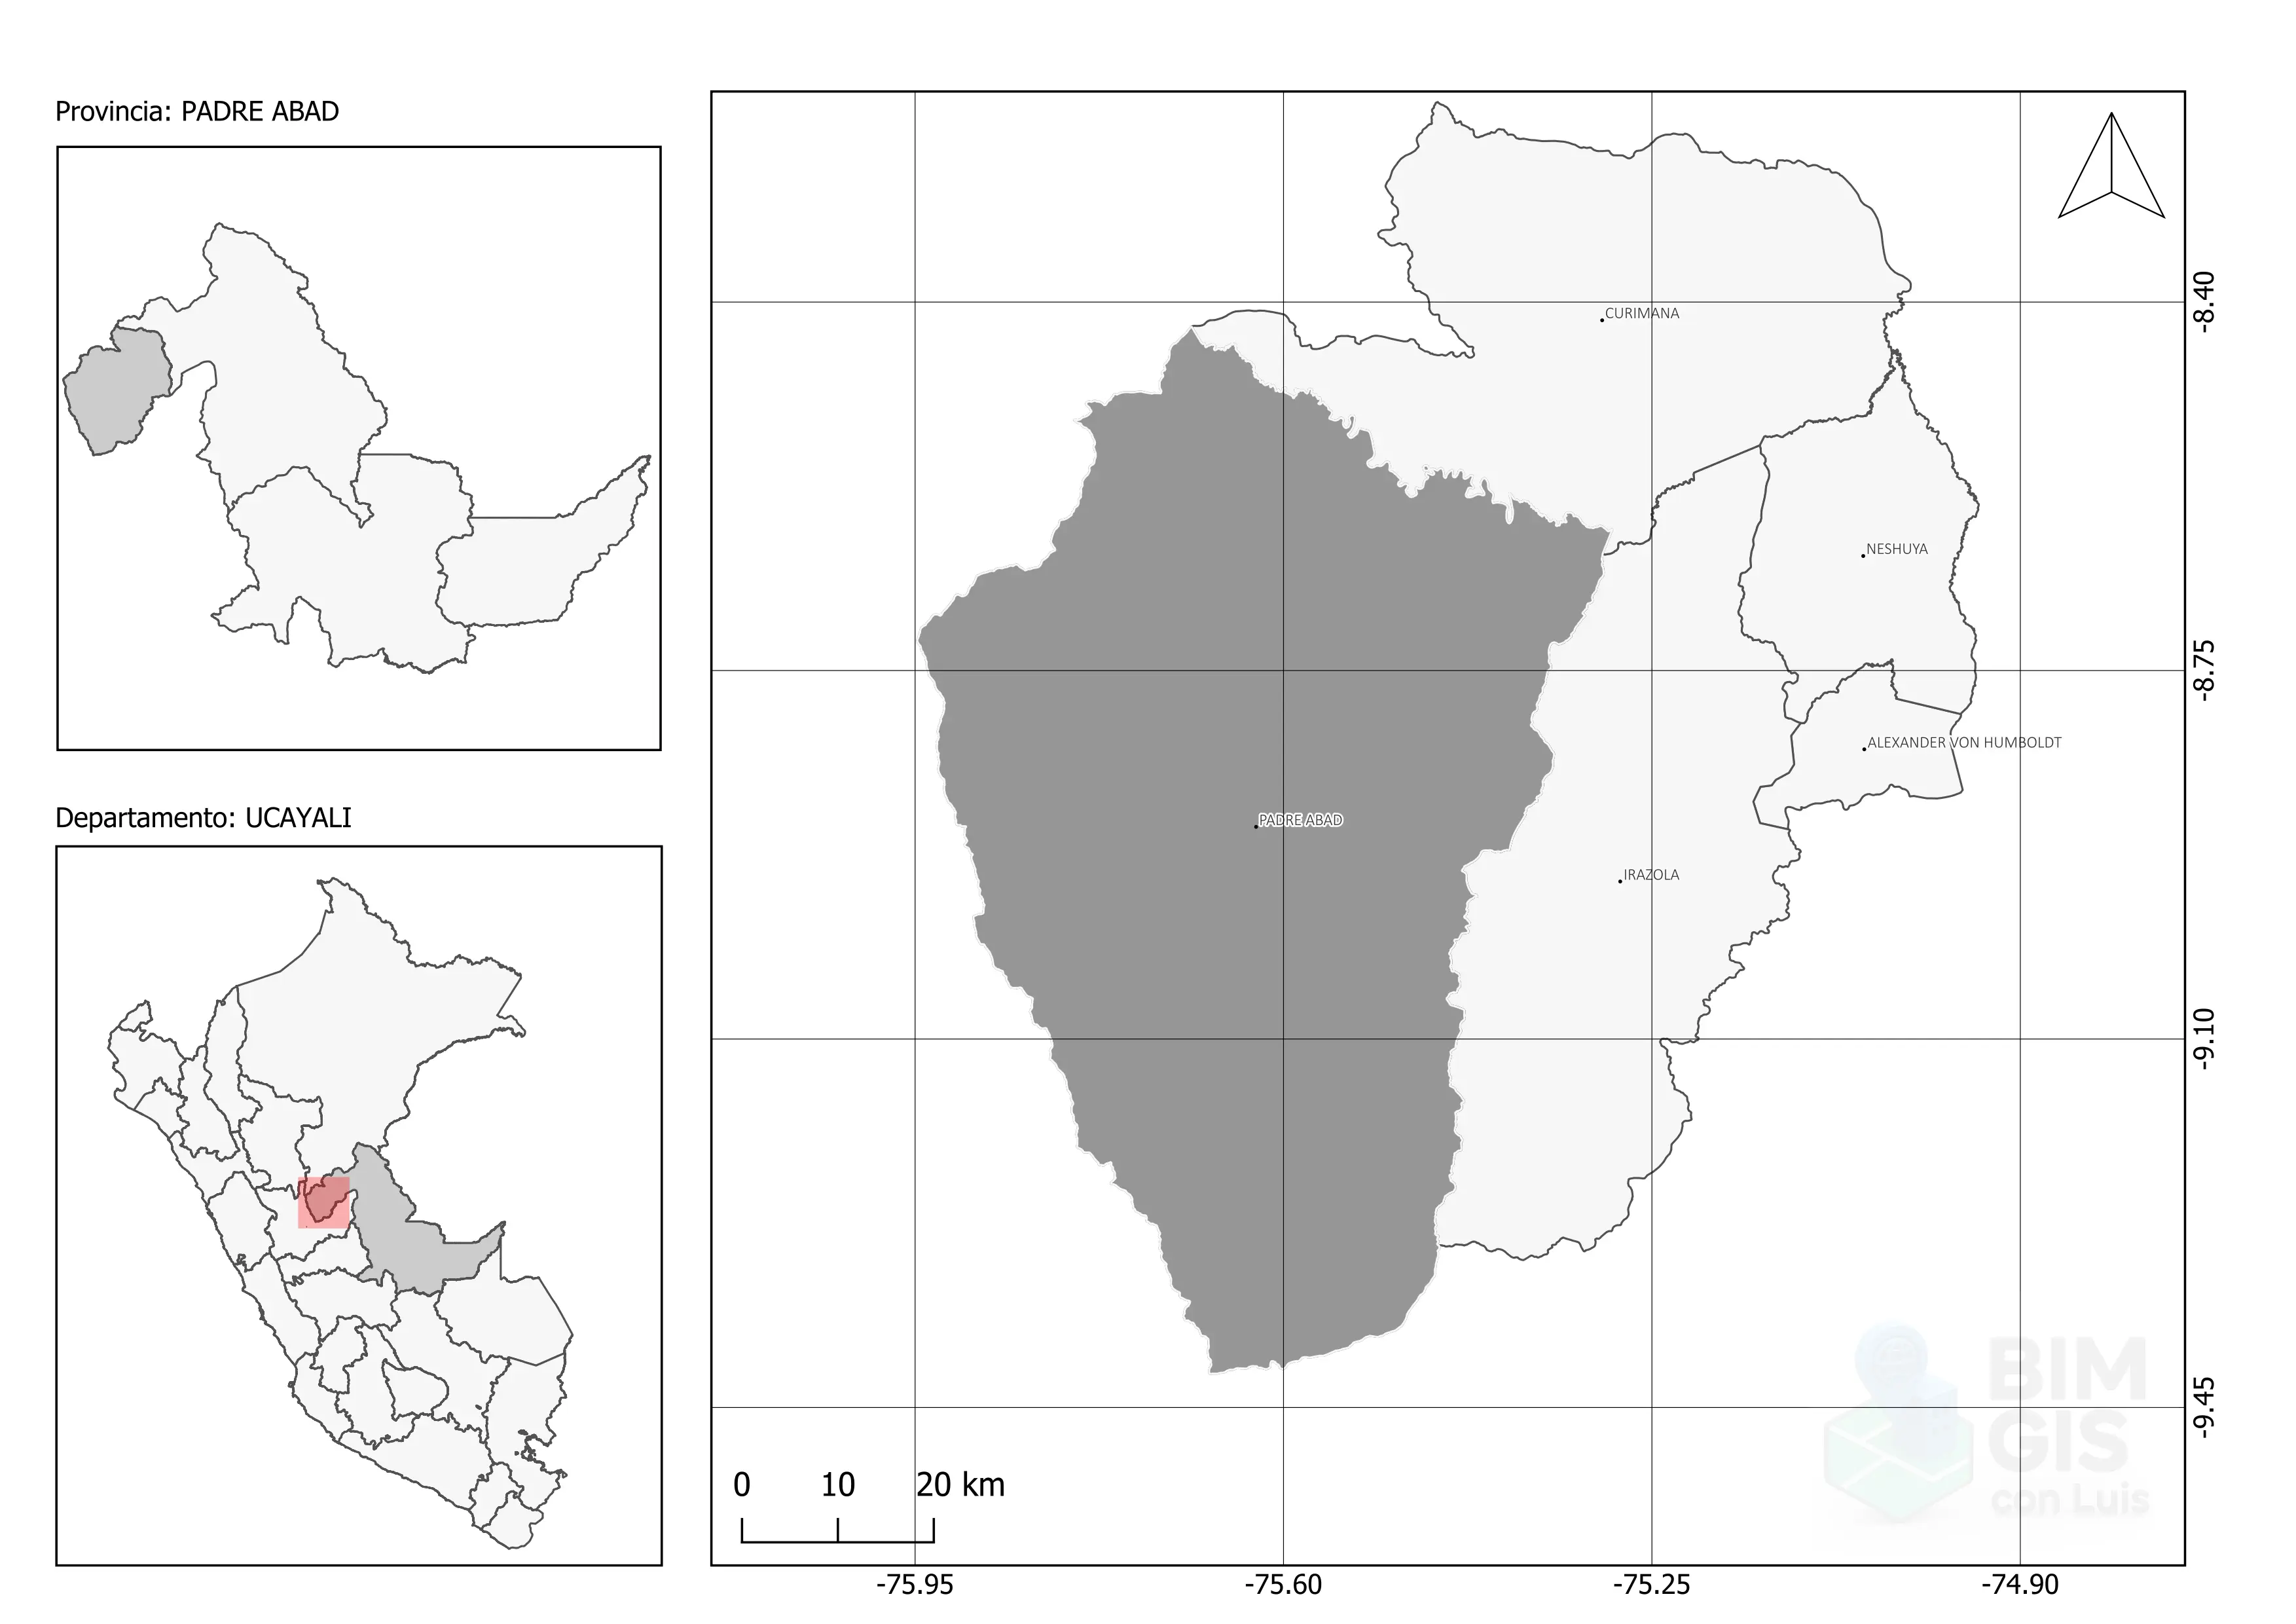 Provincia: PADRE ABAD
Departamento: UCAYALI
CURIMANA
NESHUYA
ALEXANDER VON HUMBOLDT
PADRE ABAD
IRAZOLA
-8.40
-8.75
-9.10
-9.45
0 10 20 km
-75.95 -75.60 -75.25 -74.90
BIM
GIS
con Luis